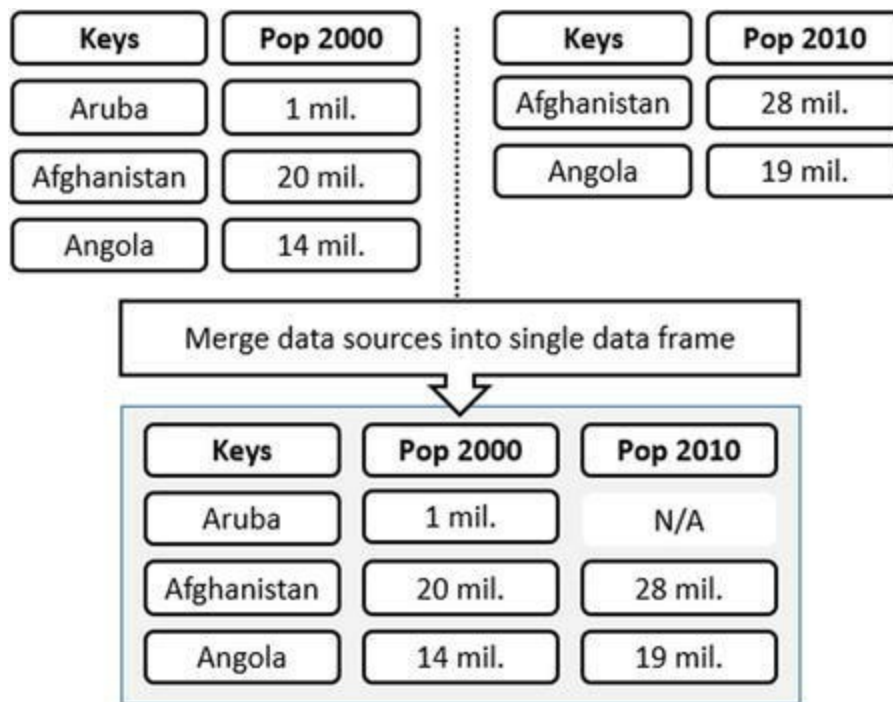 Keys Pop 2000
Aruba 1 mil.
Afghanistan 20 mil.
Angola 14 mil.
Keys Pop 2010
Afghanistan 28 mil.
Angola 19 mil.
Merge data sources into single data frame
Keys Pop 2000 Pop 2010
Aruba 1 mil. N/A
Afghanistan 20 mil. 28 mil.
Angola 14 mil. 19 mil.